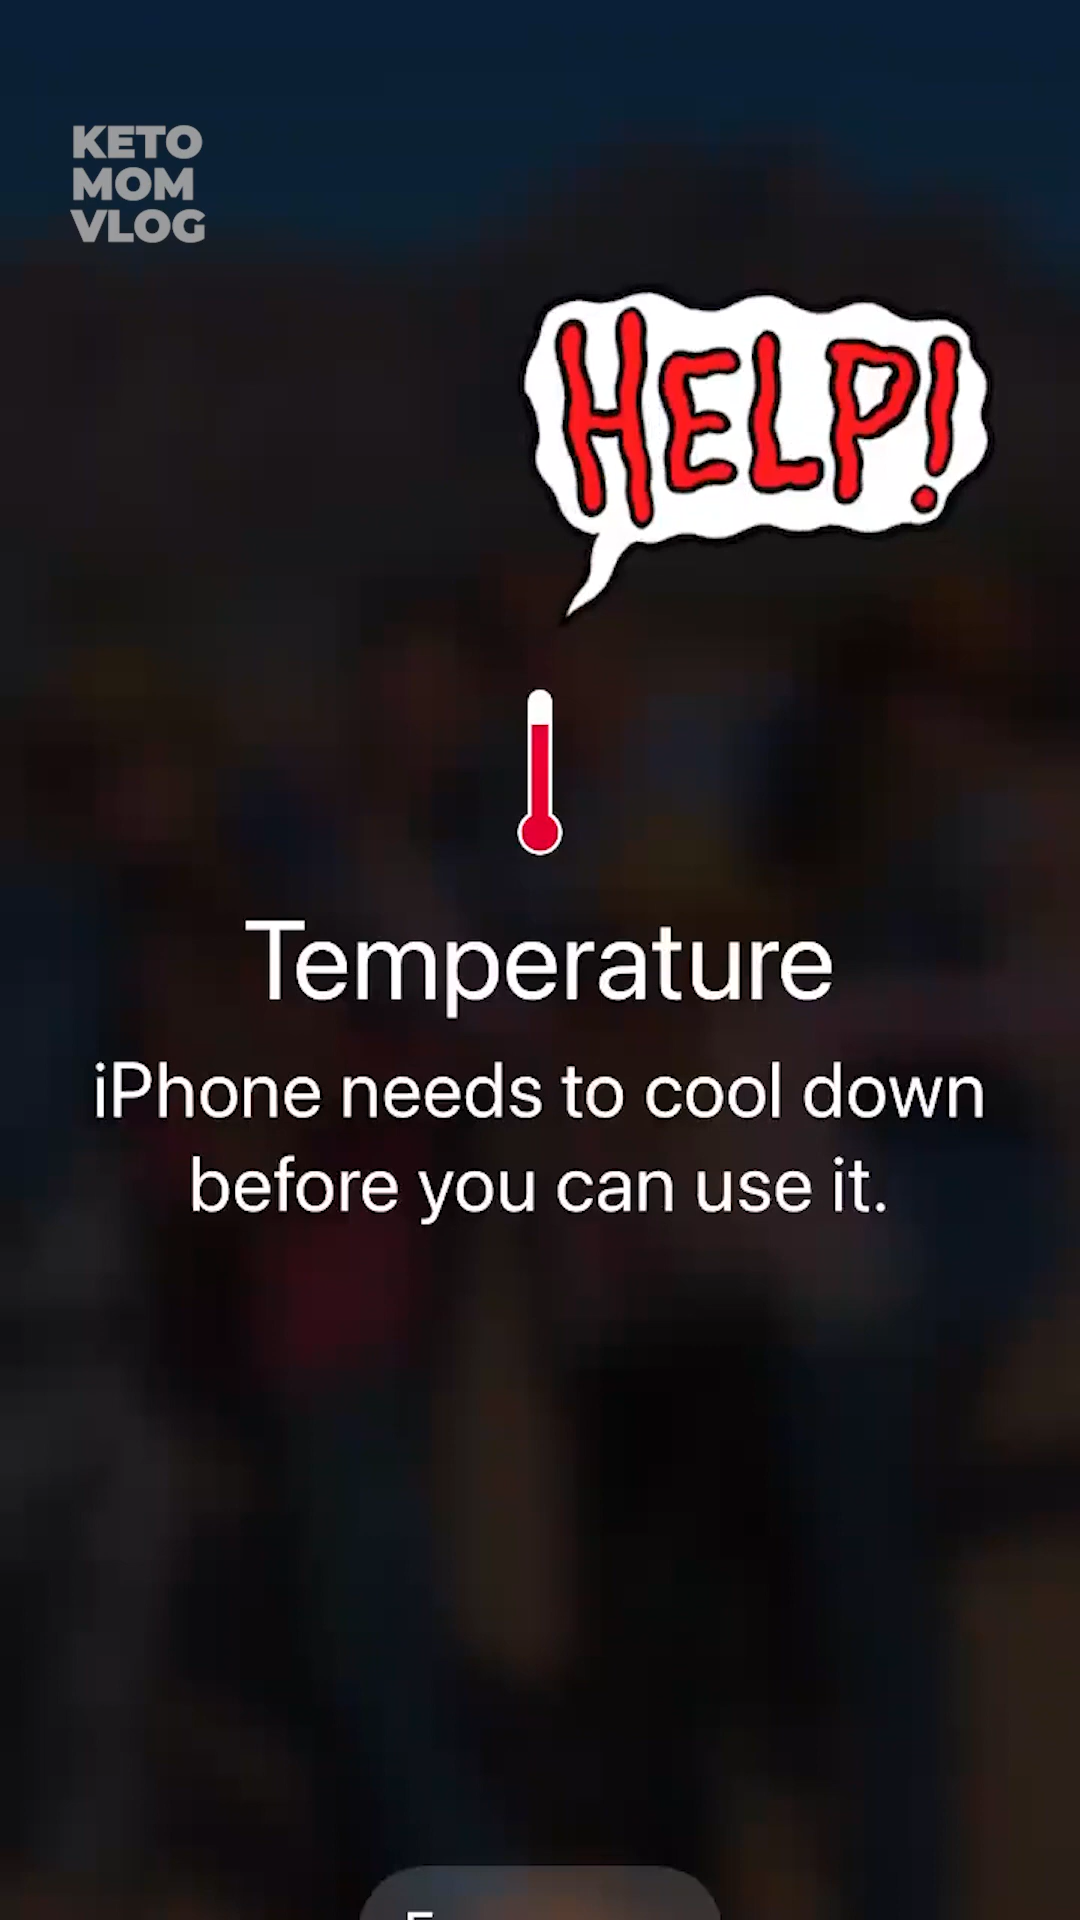 KETO
MOM
VLOG
HELP!
Temperature
iPhone needs to cool down
before you can use it.